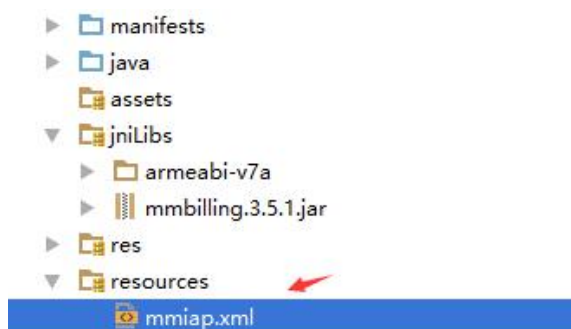 manifests
java
assets
jniLibs
armeabi-v7a
mmbilling.3.5.1.jar
res
resources
mmiap.xml